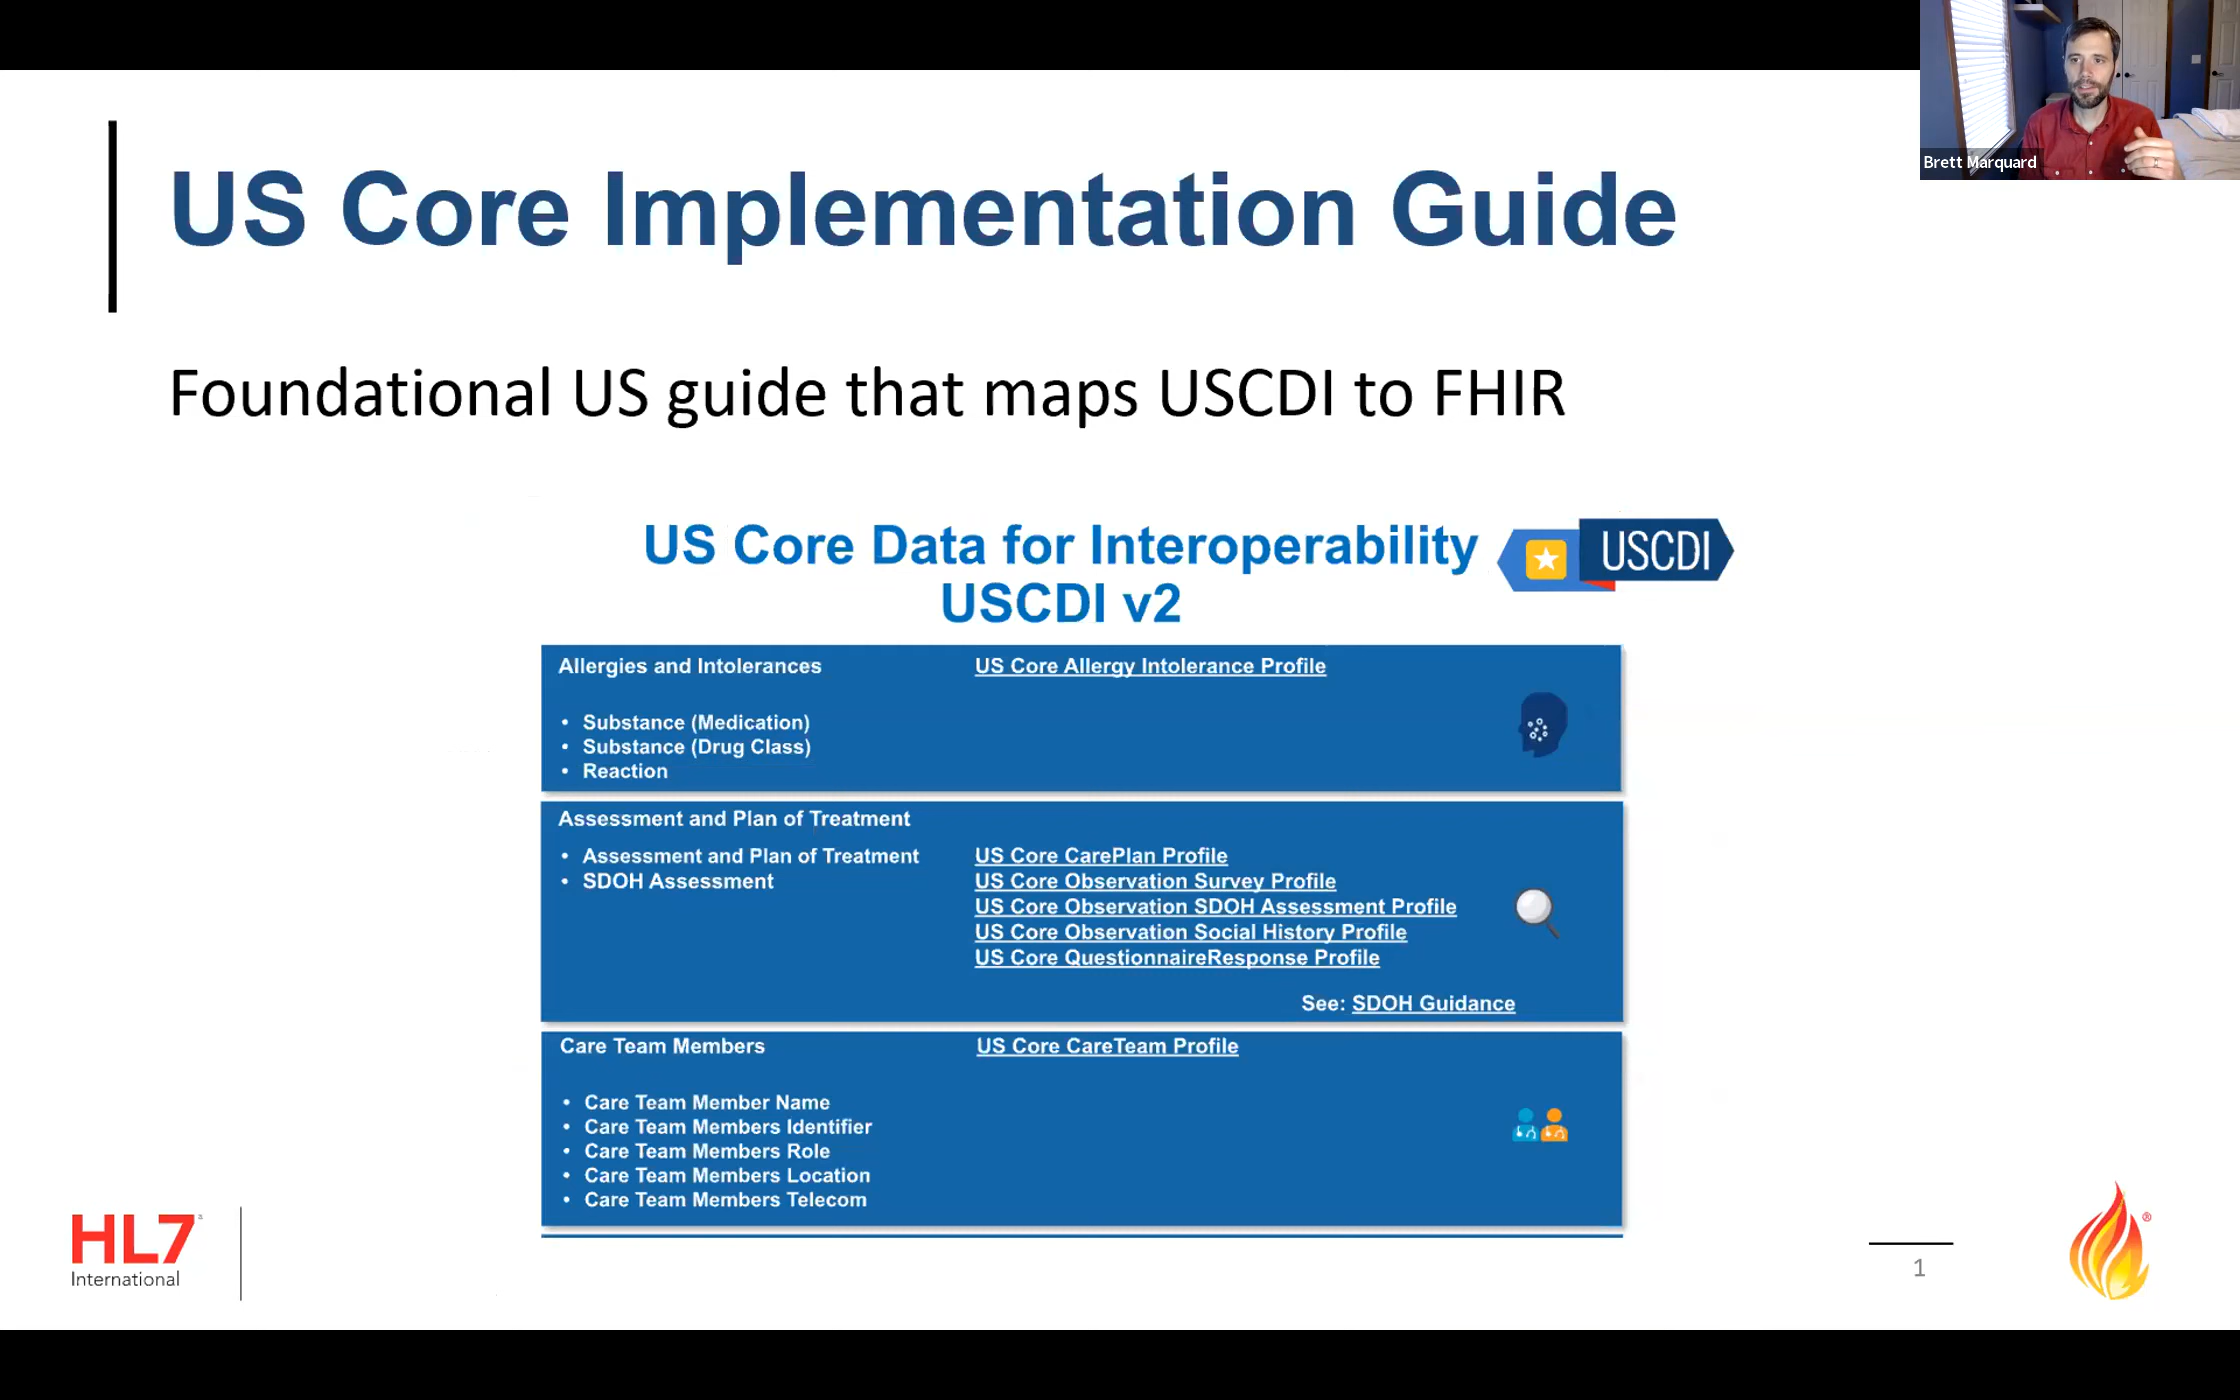 Brett Marquard
US Core Implementation Guide
Foundational US guide that maps USCDI to FHIR
US Core Data for Interoperability
USCDI v2
USCDI
Allergies and Intolerances
US Core Allergy Intolerance Profile
• Substance (Medication)
• Substance (Drug Class)
• Reaction
Assessment and Plan of Treatment
• Assessment and Plan of Treatment
• SDOH Assessment
US Core CarePlan Profile
US Core Observation Survey Profile
US Core Observation SDOH Assessment Profile
US Core Observation Social History Profile
US Core QuestionnaireResponse Profile
See: SDOH Guidance
Care Team Members
US Core CareTeam Profile
• Care Team Member Name
• Care Team Members Identifier
• Care Team Members Role
• Care Team Members Location
• Care Team Members Telecom
HL7
International
1
®